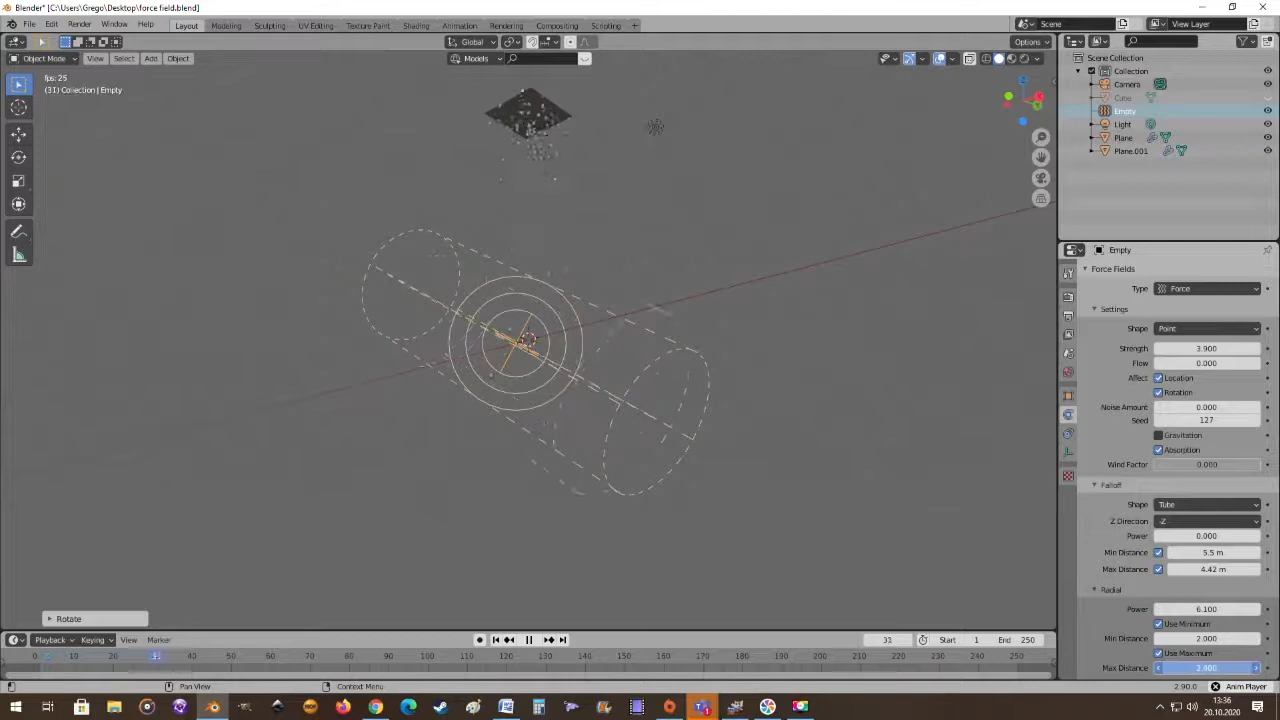 Blender* [C:\Users\Grego\Desktop\force field.blend]
File Edit Render Window Help Layout Modeling Sculpting UV Editing Texture Paint Shading Animation Rendering Compositing Scripting + Scene View Layer
Global Options
Object Mode View Select Add Object Models
fps: 25
(31) Collection | Empty
Scene Collection
Collection
Camera
Cube
Empty
Light
Plane
Plane.001
Empty
Force Fields
Type Force
Settings
Shape Point
Strength 3.900
Flow 0.000
Affect Location
Rotation
Noise Amount 0.000
Seed 127
Gravitation
Absorption
Wind Factor 0.000
Falloff
Shape Tube
Z Direction -Z
Power 0.000
Min Distance 5.5 m
Max Distance 4.42 m
Radial
Power 6.100
Use Minimum
Min Distance 2.000
Use Maximum
Max Distance 2.400
Rotate
Playback Keying View Marker 31 Start 1 End 250
0 10 20 31 40 50 60 70 80 90 100 110 120 130 140 150 160 170 180 190 200 210 220 230 240 250
Pan View Context Menu 2.90.0 Anim Player
13:36
20.10.2020